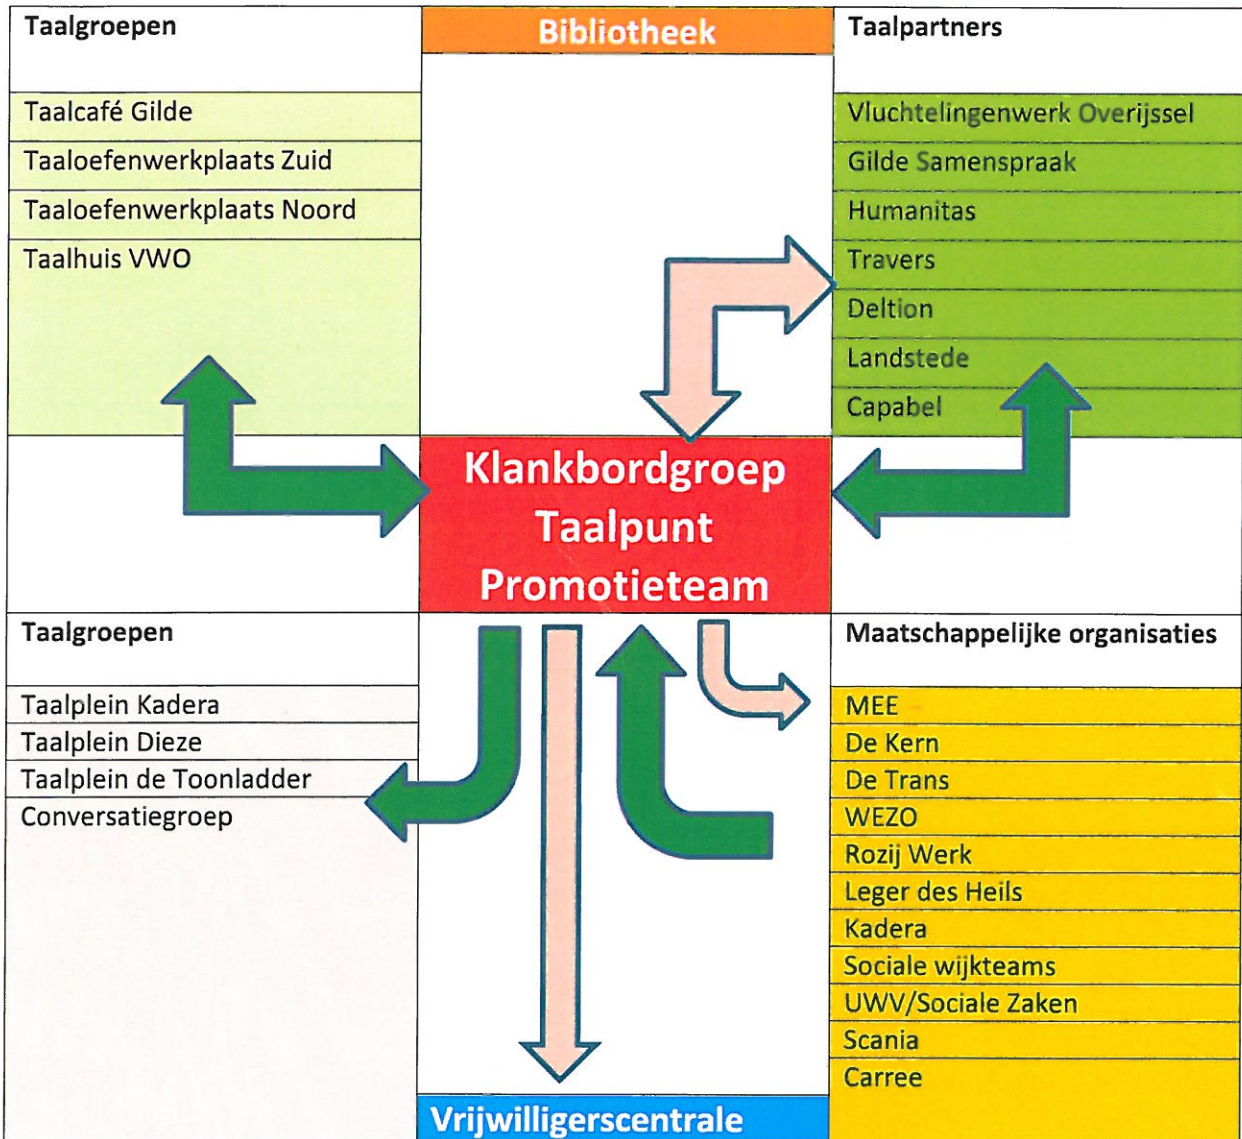 Taalgroepen
Bibliotheek
Taalpartners
Taalcafé Gilde
Taaloefenwerkplaats Zuid
Taaloefenwerkplaats Noord
Taalhuis VWO
Vluchtelingenwerk Overijssel
Gilde Samenspraak
Humanitas
Travers
Deltion
Landstede
Capabel
Klankbordgroep
Taalpunt
Promotieteam
Taalgroepen
Taalplein Kadera
Taalplein Dieze
Taalplein de Toonladder
Conversatiegroep
Maatschappelijke organisaties
MEE
De Kern
De Trans
WEZO
Rozij Werk
Leger des Heils
Kadera
Sociale wijkteams
UWV/Sociale Zaken
Scania
Carree
Vrijwilligerscentrale